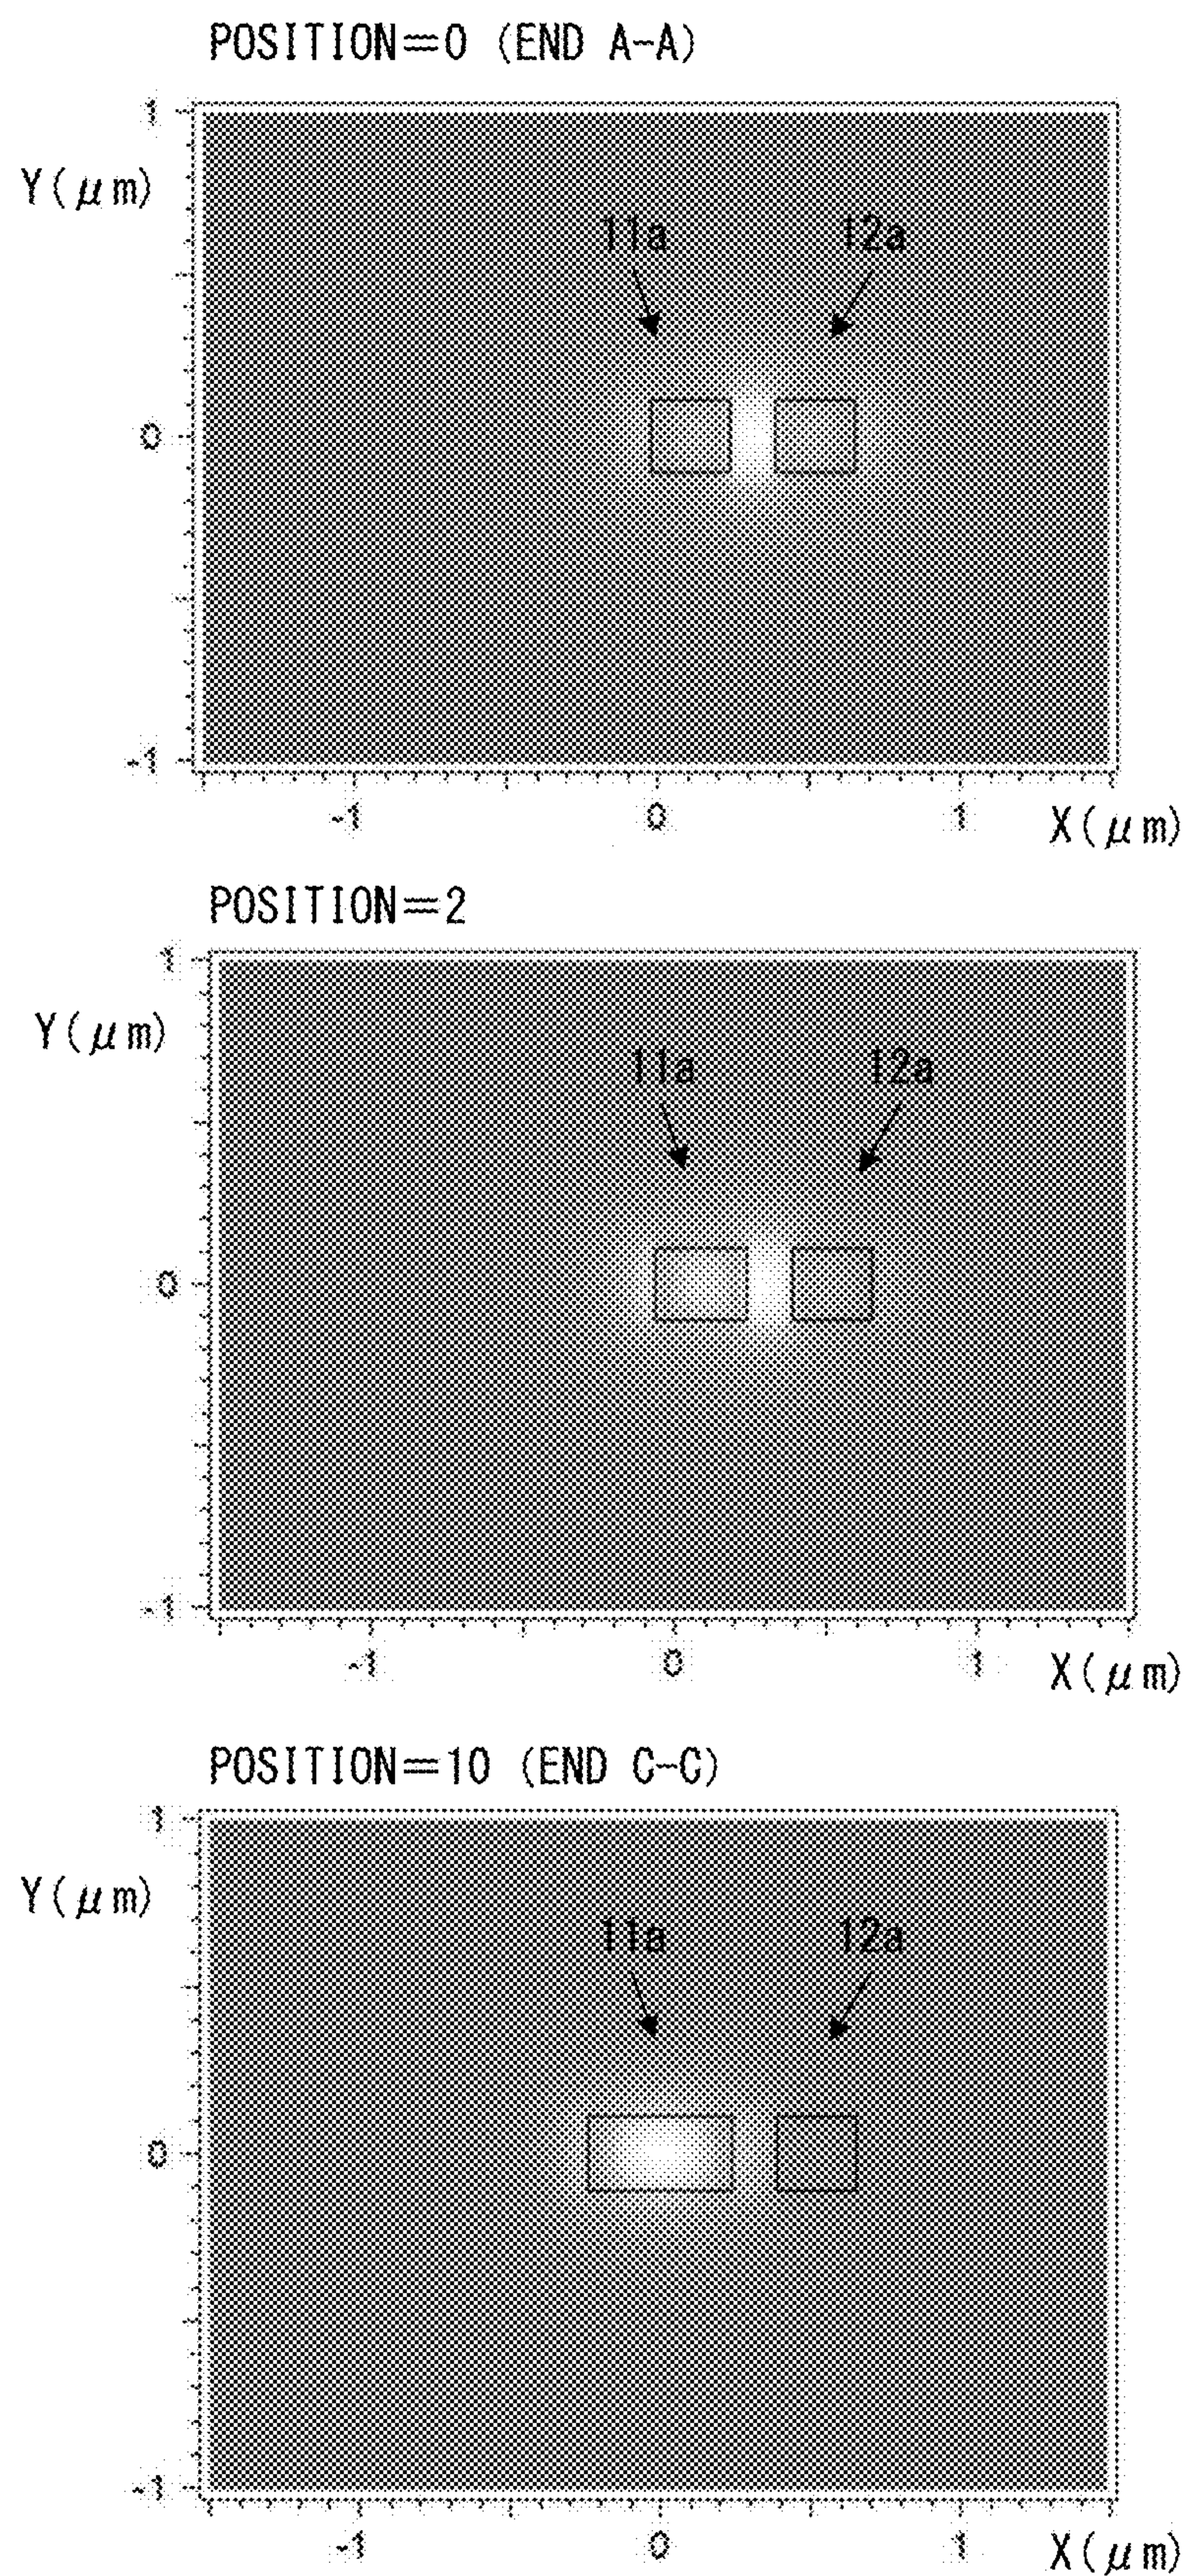 POSITION=0 (END A-A)
1
Y(μm)
11a 12a
0
-1
-1 0 1 X(μm)
POSITION=2
1
Y(μm)
11a 12a
0
-1
-1 0 1 X(μm)
POSITION=10 (END C-C)
1
Y(μm)
11a 12a
0
-1
-1 0 1 X(μm)